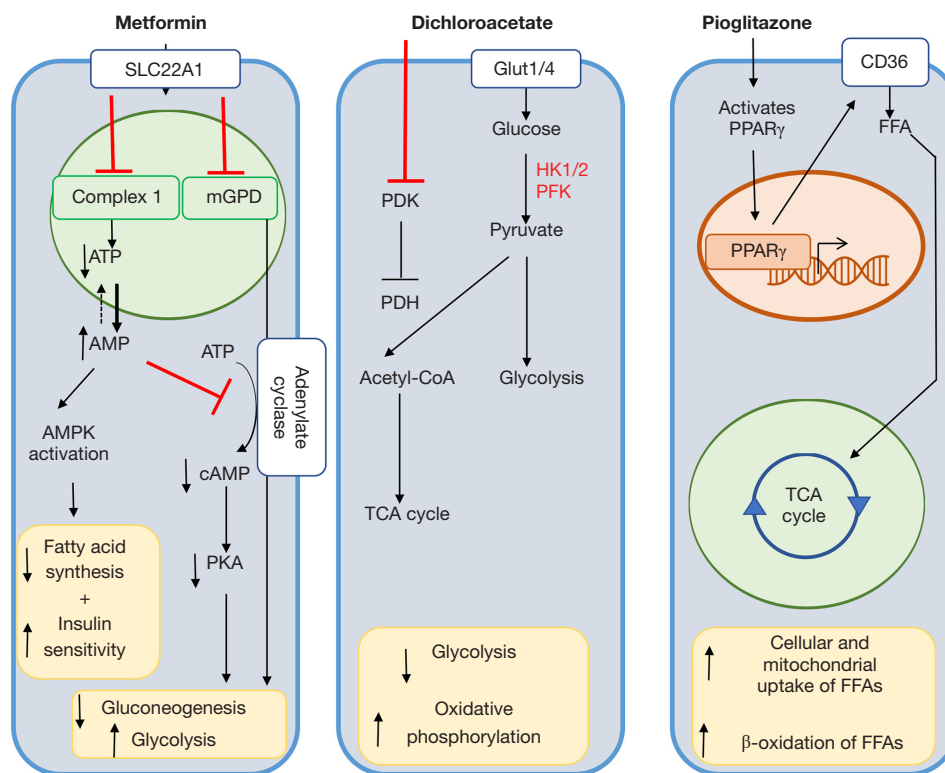 Metformin
SLC22A1
Complex 1
mGPD
ATP
AMP
ATP
Adenylate
cyclase
AMPK
activation
cAMP
PKA
Fatty acid
synthesis
+
Insulin
sensitivity
Gluconeogenesis
Glycolysis
Dichloroacetate
Glut1/4
Glucose
HK1/2
PFK
PDK
Pyruvate
PDH
Acetyl-CoA
Glycolysis
TCA cycle
Glycolysis
Oxidative
phosphorylation
Pioglitazone
CD36
Activates
PPARγ
FFA
PPARγ
TCA
cycle
Cellular and
mitochondrial
uptake of FFAs
β-oxidation of FFAs